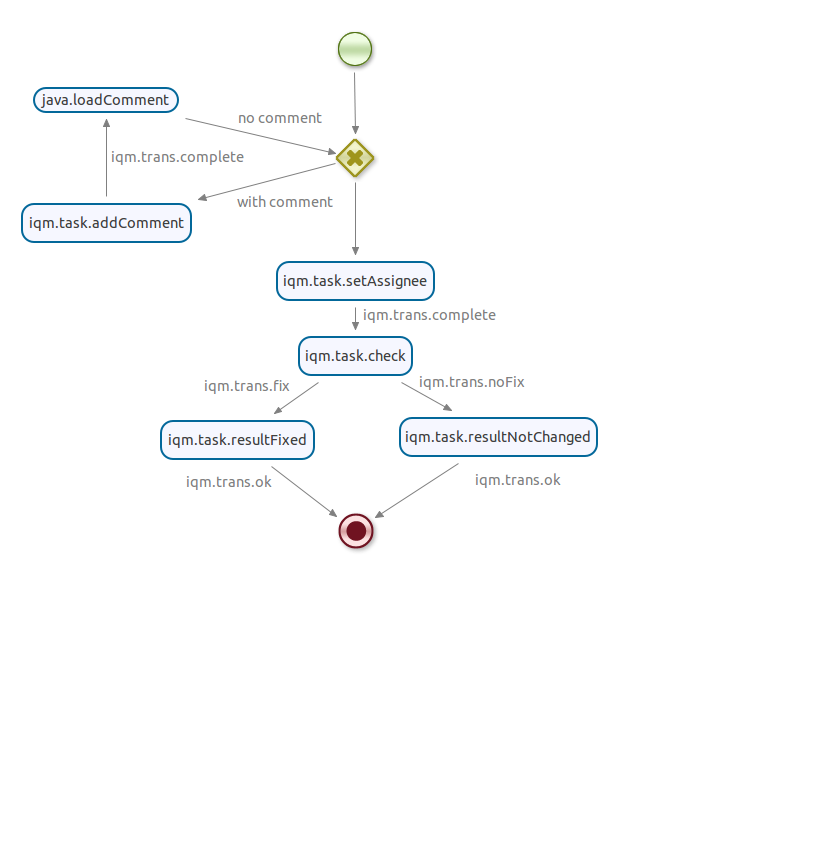 java.loadComment
no comment
iqm.trans.complete
with comment
iqm.task.addComment
iqm.task.setAssignee
iqm.trans.complete
iqm.task.check
iqm.trans.fix
iqm.trans.noFix
iqm.task.resultFixed
iqm.task.resultNotChanged
iqm.trans.ok
iqm.trans.ok